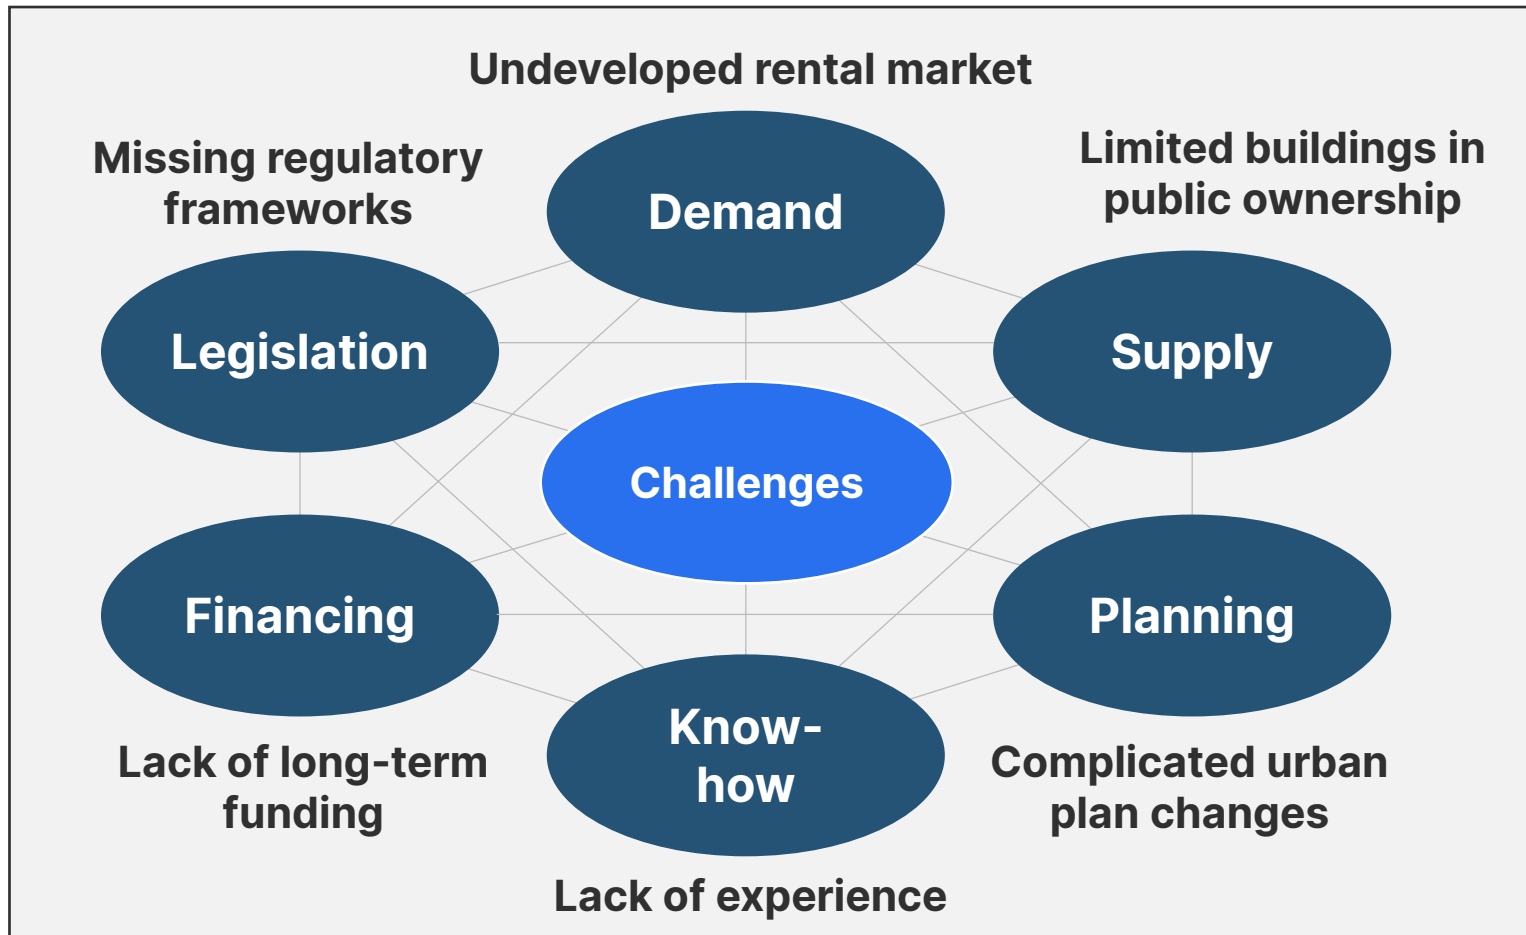 Undeveloped rental market
Missing regulatory
frameworks
Limited buildings in
public ownership
Demand
Legislation
Supply
Challenges
Financing
Planning
Know-
how
Lack of long-term
funding
Complicated urban
plan changes
Lack of experience